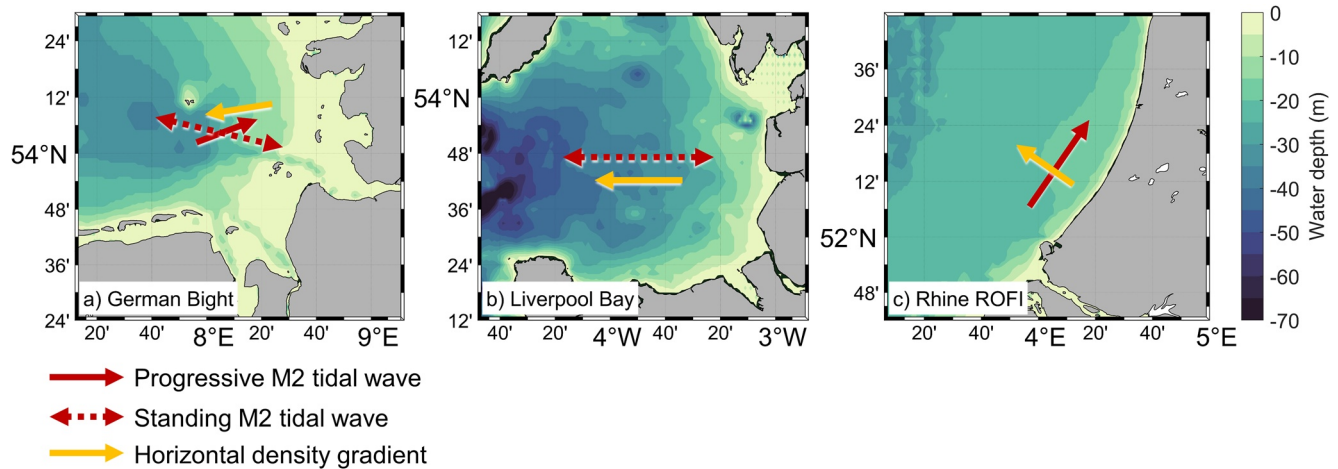 24'
12'
54°N
48'
36'
24'
a) German Bight
20' 40' 8°E 20' 40' 9°E
12'
54°N
48'
36'
24'
12'
b) Liverpool Bay
40' 20' 4°W 40' 20' 3°W
36'
24'
12'
52°N
48'
c) Rhine ROFI
20' 40' 4°E 20' 40' 5°E
0
-10
-20
-30
-40
-50
-60
-70
Water depth (m)
Progressive M2 tidal wave
Standing M2 tidal wave
Horizontal density gradient